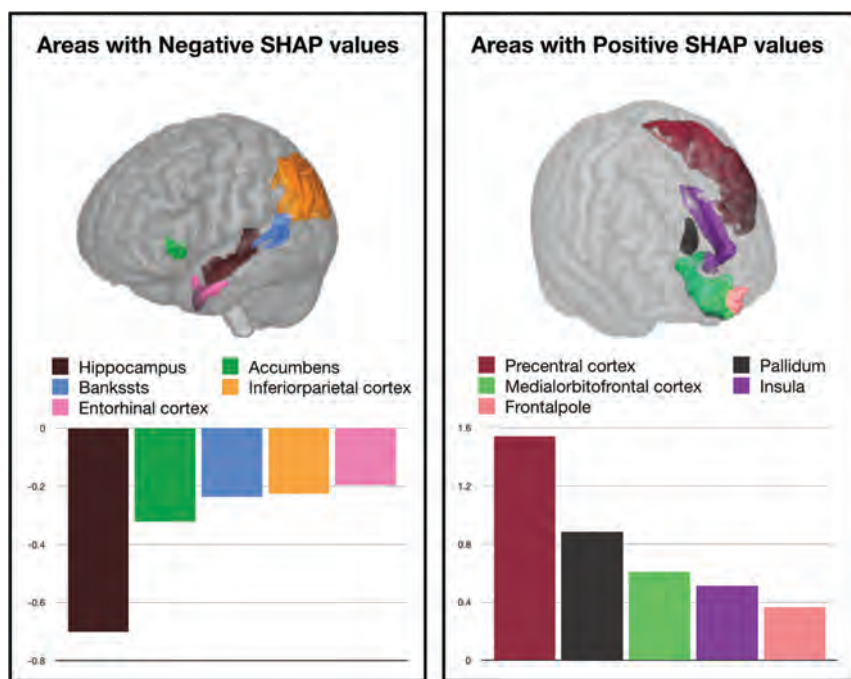 Areas with Negative SHAP values
Hippocampus
Accumbens
Bankssts
Inferiorparietal cortex
Entorhinal cortex
0
-0.2
-0.4
-0.6
-0.8
Areas with Positive SHAP values
Precentral cortex
Pallidum
Medialorbitofrontal cortex
Insula
Frontalpole
1.6
1.2
0.8
0.4
0